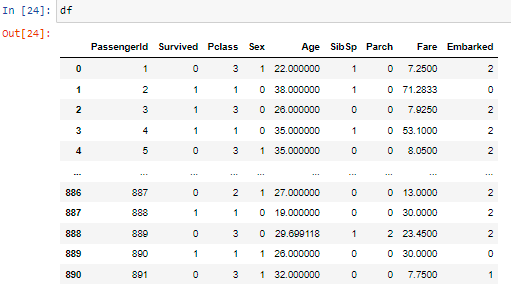 In [24]: df
Out[24]:
PassengerId Survived Pclass Sex Age SibSp Parch Fare Embarked
0 1 0 3 1 22.000000 1 0 7.2500 2
1 2 1 1 0 38.000000 1 0 71.2833 0
2 3 1 3 0 26.000000 0 0 7.9250 2
3 4 1 1 0 35.000000 1 0 53.1000 2
4 5 0 3 1 35.000000 0 0 8.0500 2
... ... ... ... ... ... ... ... ... ...
886 887 0 2 1 27.000000 0 0 13.0000 2
887 888 1 1 0 19.000000 0 0 30.0000 2
888 889 0 3 0 29.699118 1 2 23.4500 2
889 890 1 1 1 26.000000 0 0 30.0000 0
890 891 0 3 1 32.000000 0 0 7.7500 1